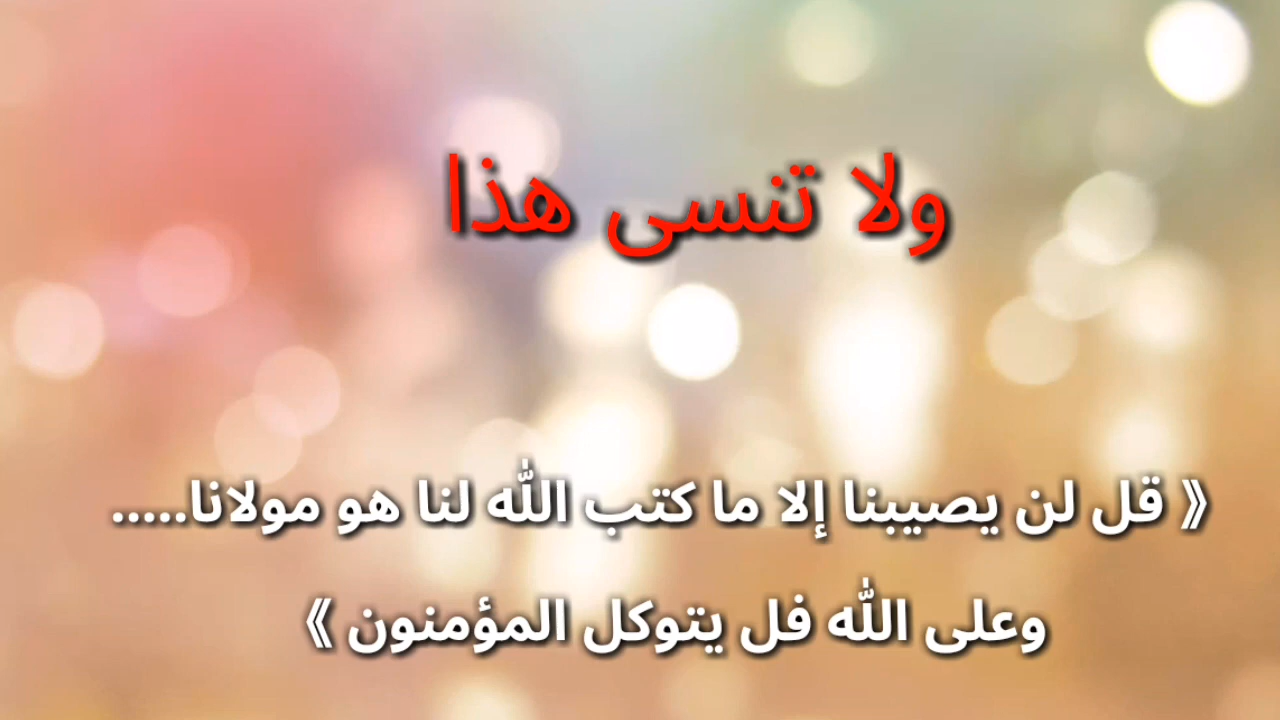 ولا تنسى هذا
《 قل لن يصيبنا إلا ما كتب الله لنا هو مولانا.....
وعلى الله فل يتوكل المؤمنون 》